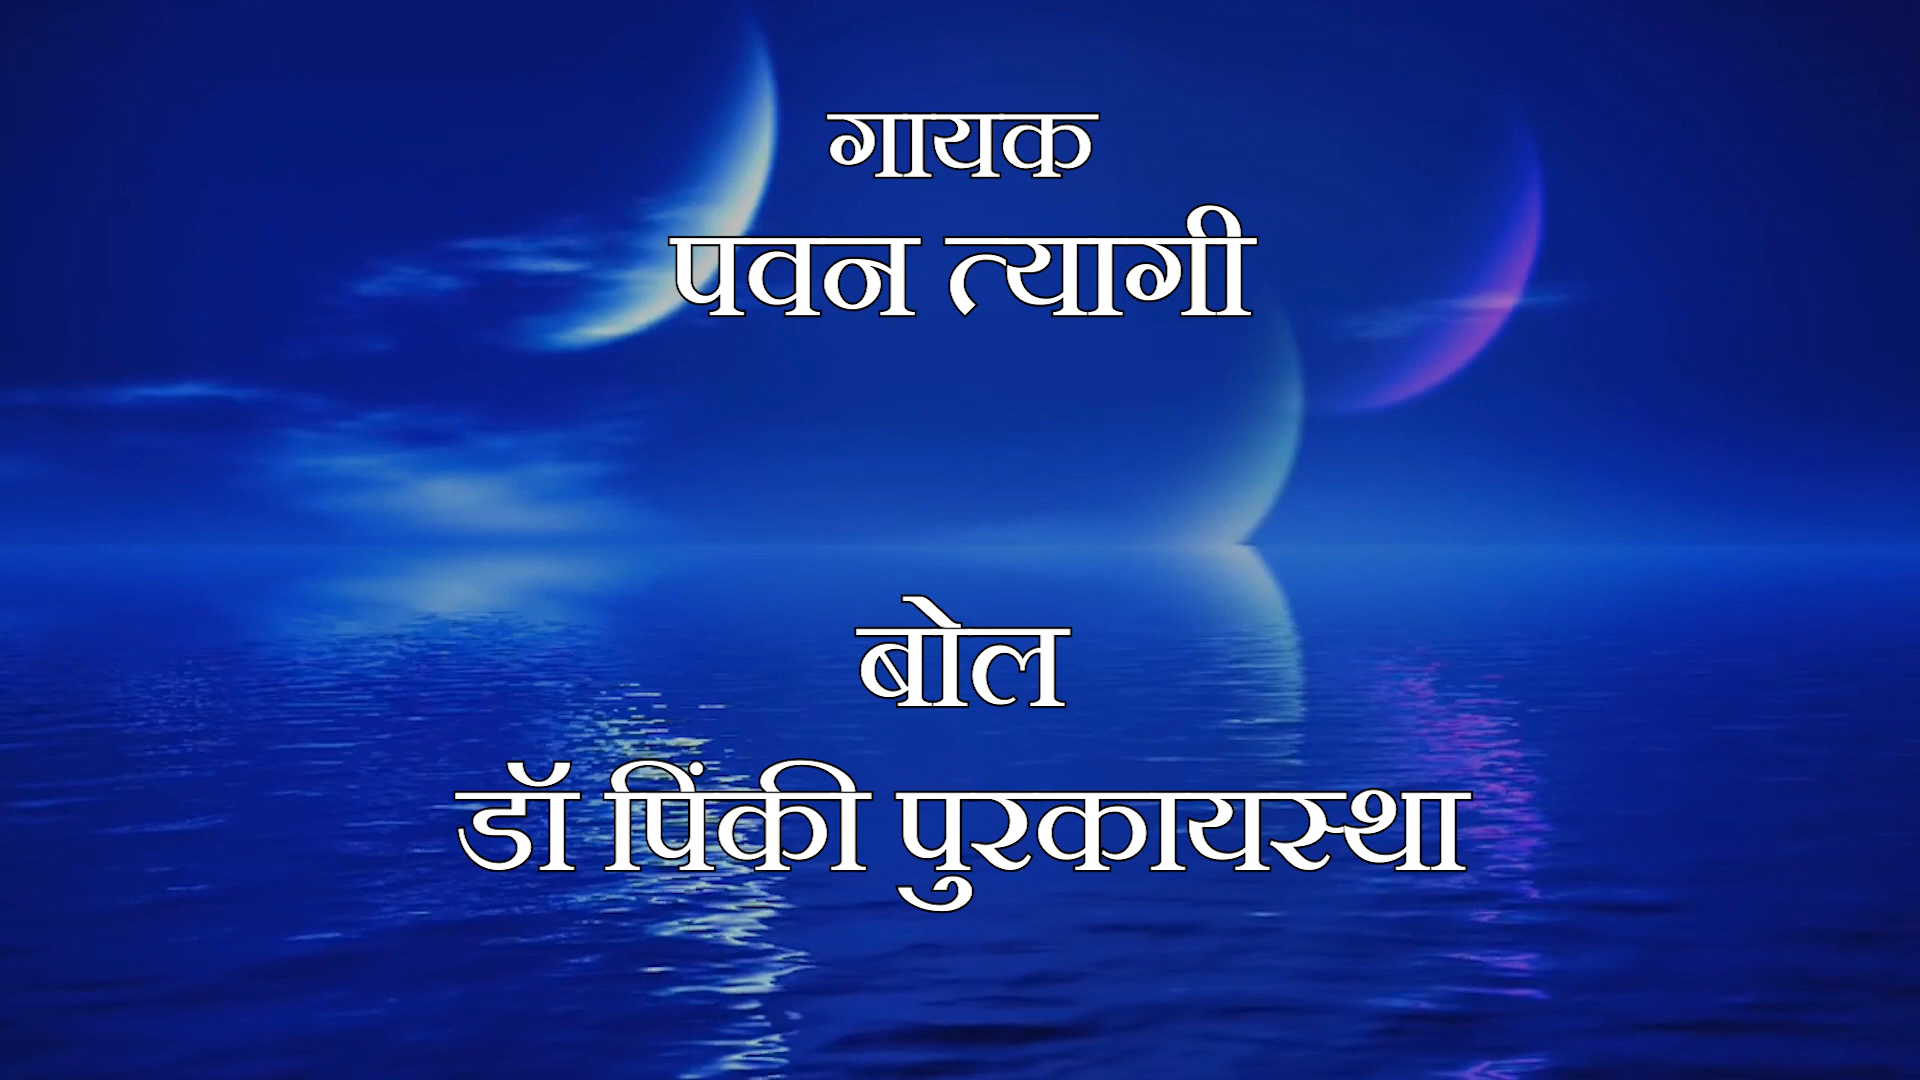 गायक
पवन त्यागी
बोल
डॉ पिंकी पुरकायस्था